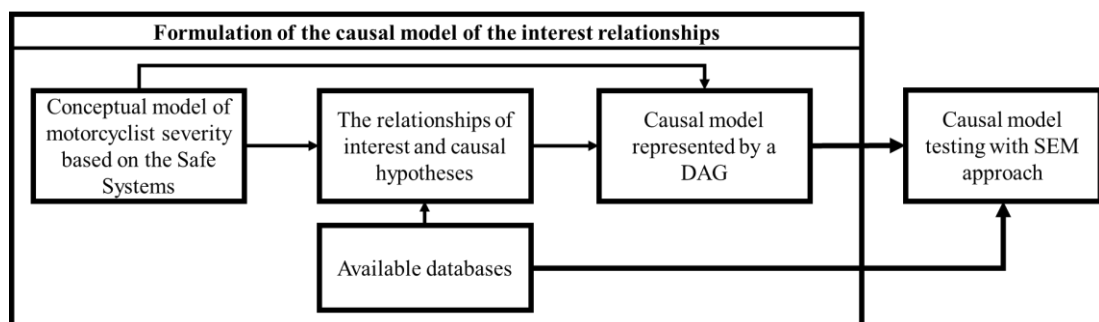 Formulation of the causal model of the interest relationships
Conceptual model of
motorcyclist severity
based on the Safe
Systems
The relationships of
interest and causal
hypotheses
Causal model
represented by a
DAG
Causal model
testing with SEM
approach
Available databases